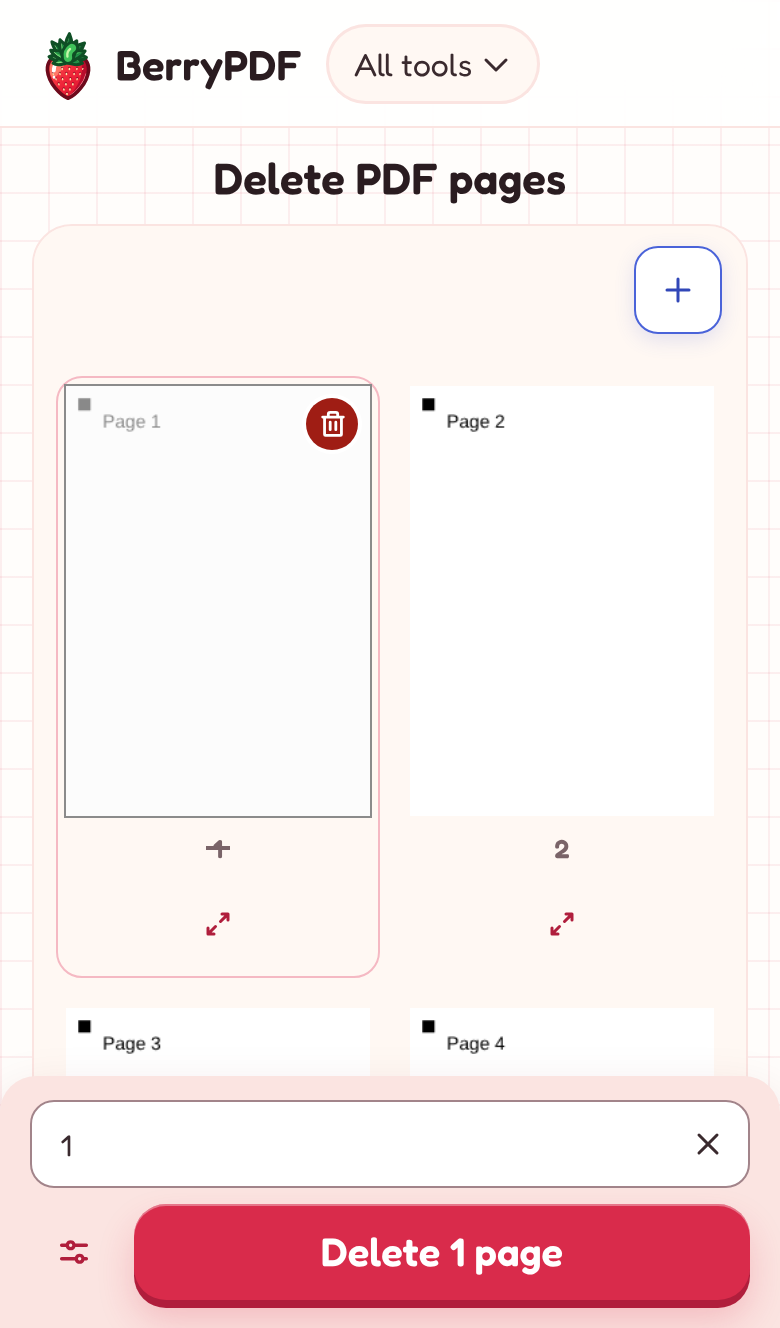 BerryPDF
All tools
Delete PDF pages
Page 1
Page 2
1
2
Page 3
Page 4
1
Delete 1 page